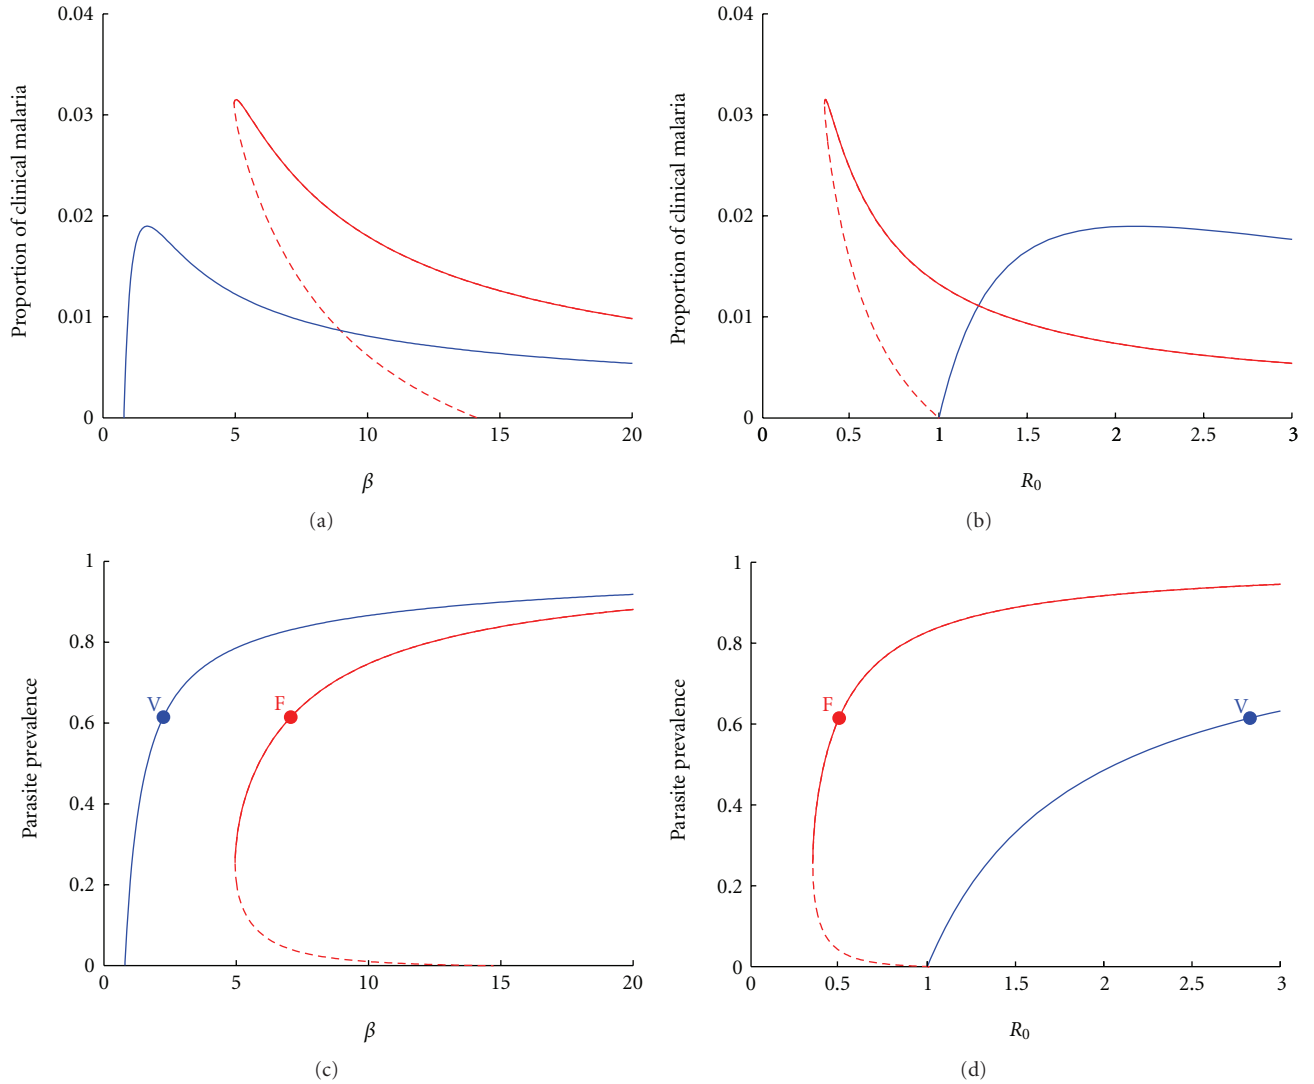 0.04
0.03
0.02
0.01
0
0
5
10
15
20
Proportion of clinical malaria
β
(a)
0.04
0.03
0.02
0.01
0
0
0.5
1
1.5
2
2.5
3
Proportion of clinical malaria
R0
(b)
1
0.8
0.6
0.4
0.2
0
0
5
10
15
20
Parasite prevalence
V
F
β
(c)
1
0.8
0.6
0.4
0.2
0
0
0.5
1
1.5
2
2.5
3
Parasite prevalence
F
V
R0
(d)